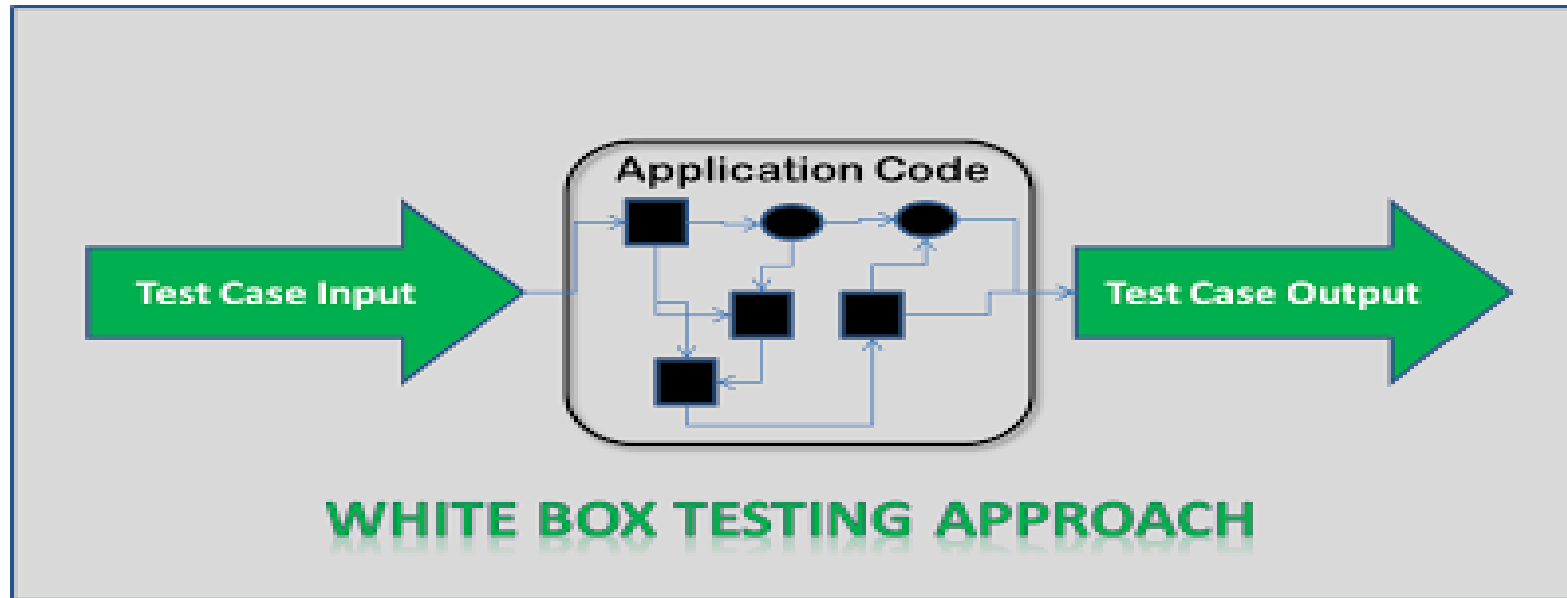 Application Code
Test Case Input
Test Case Output
WHITE BOX TESTING APPROACH